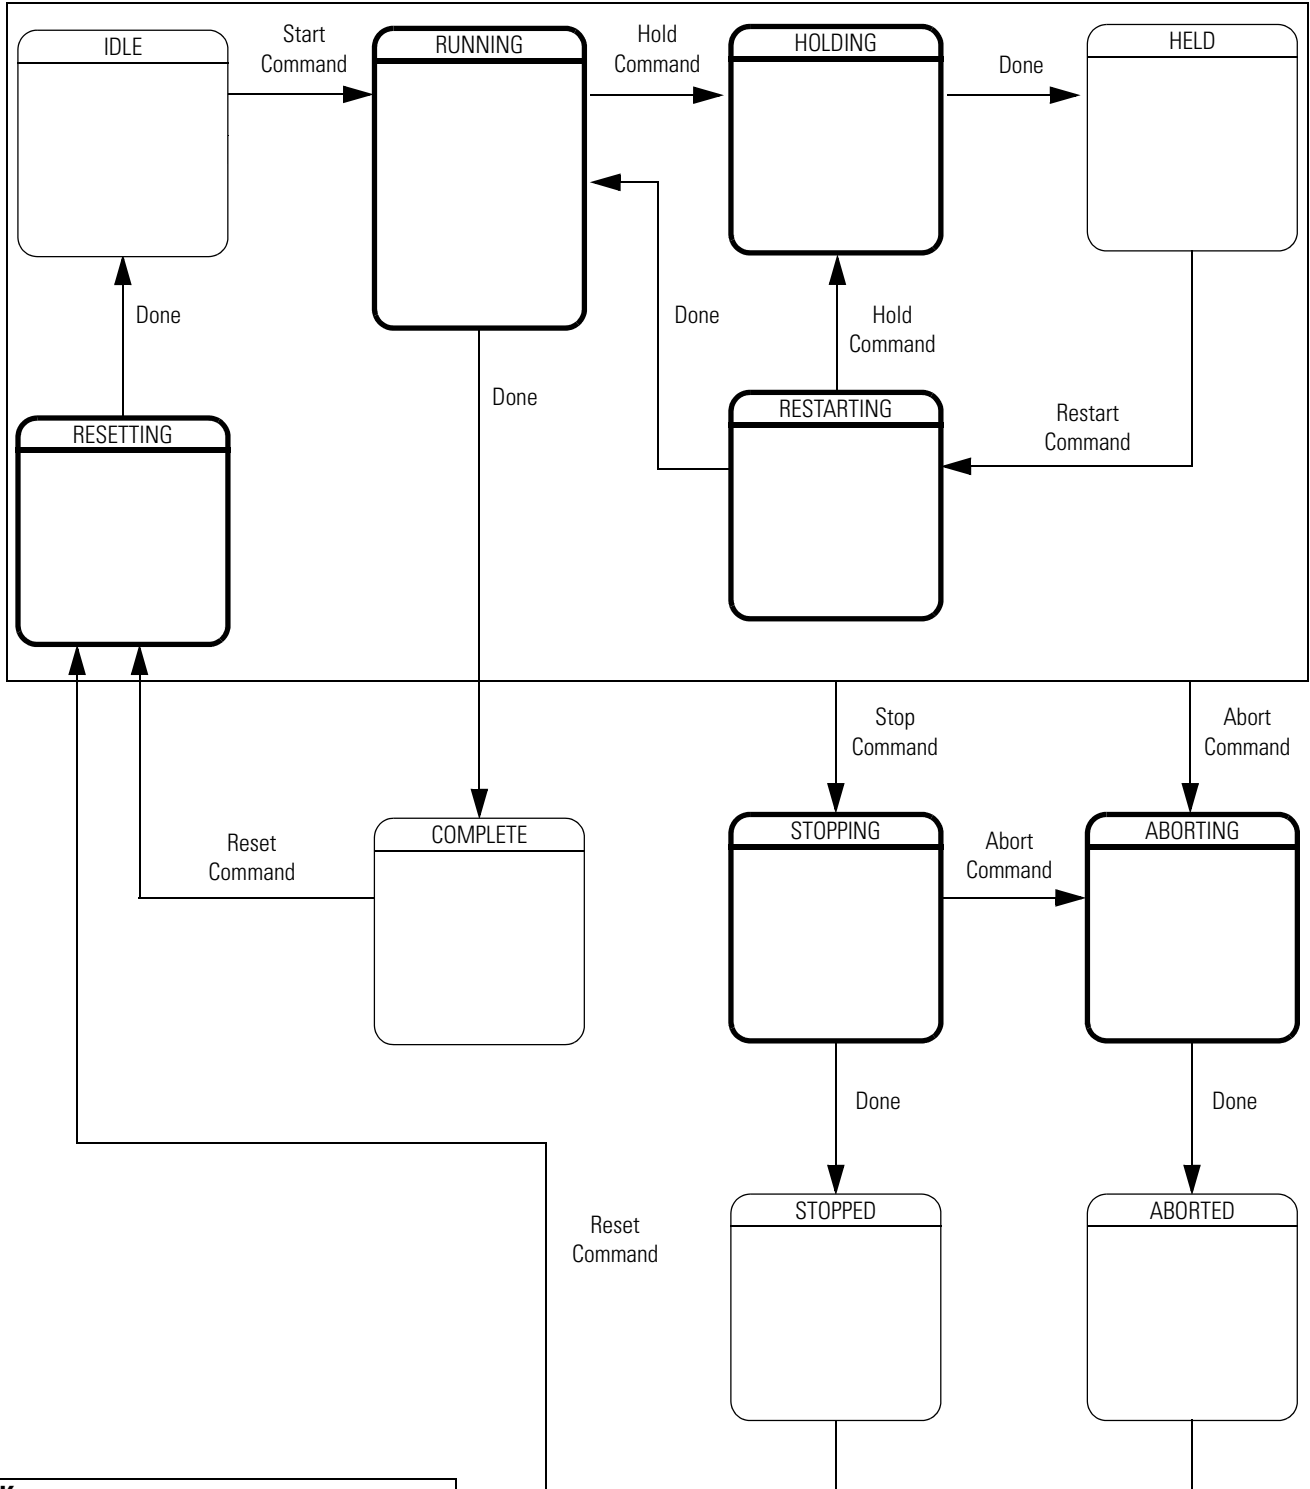 IDLE
Start
Command
RUNNING
Hold
Command
HOLDING
Done
HELD
Done
Done
Hold
Command
Done
RESETTING
RESTARTING
Restart
Command
Stop
Command
Abort
Command
Reset
Command
COMPLETE
STOPPING
Abort
Command
ABORTING
Done
Done
Reset
Command
STOPPED
ABORTED